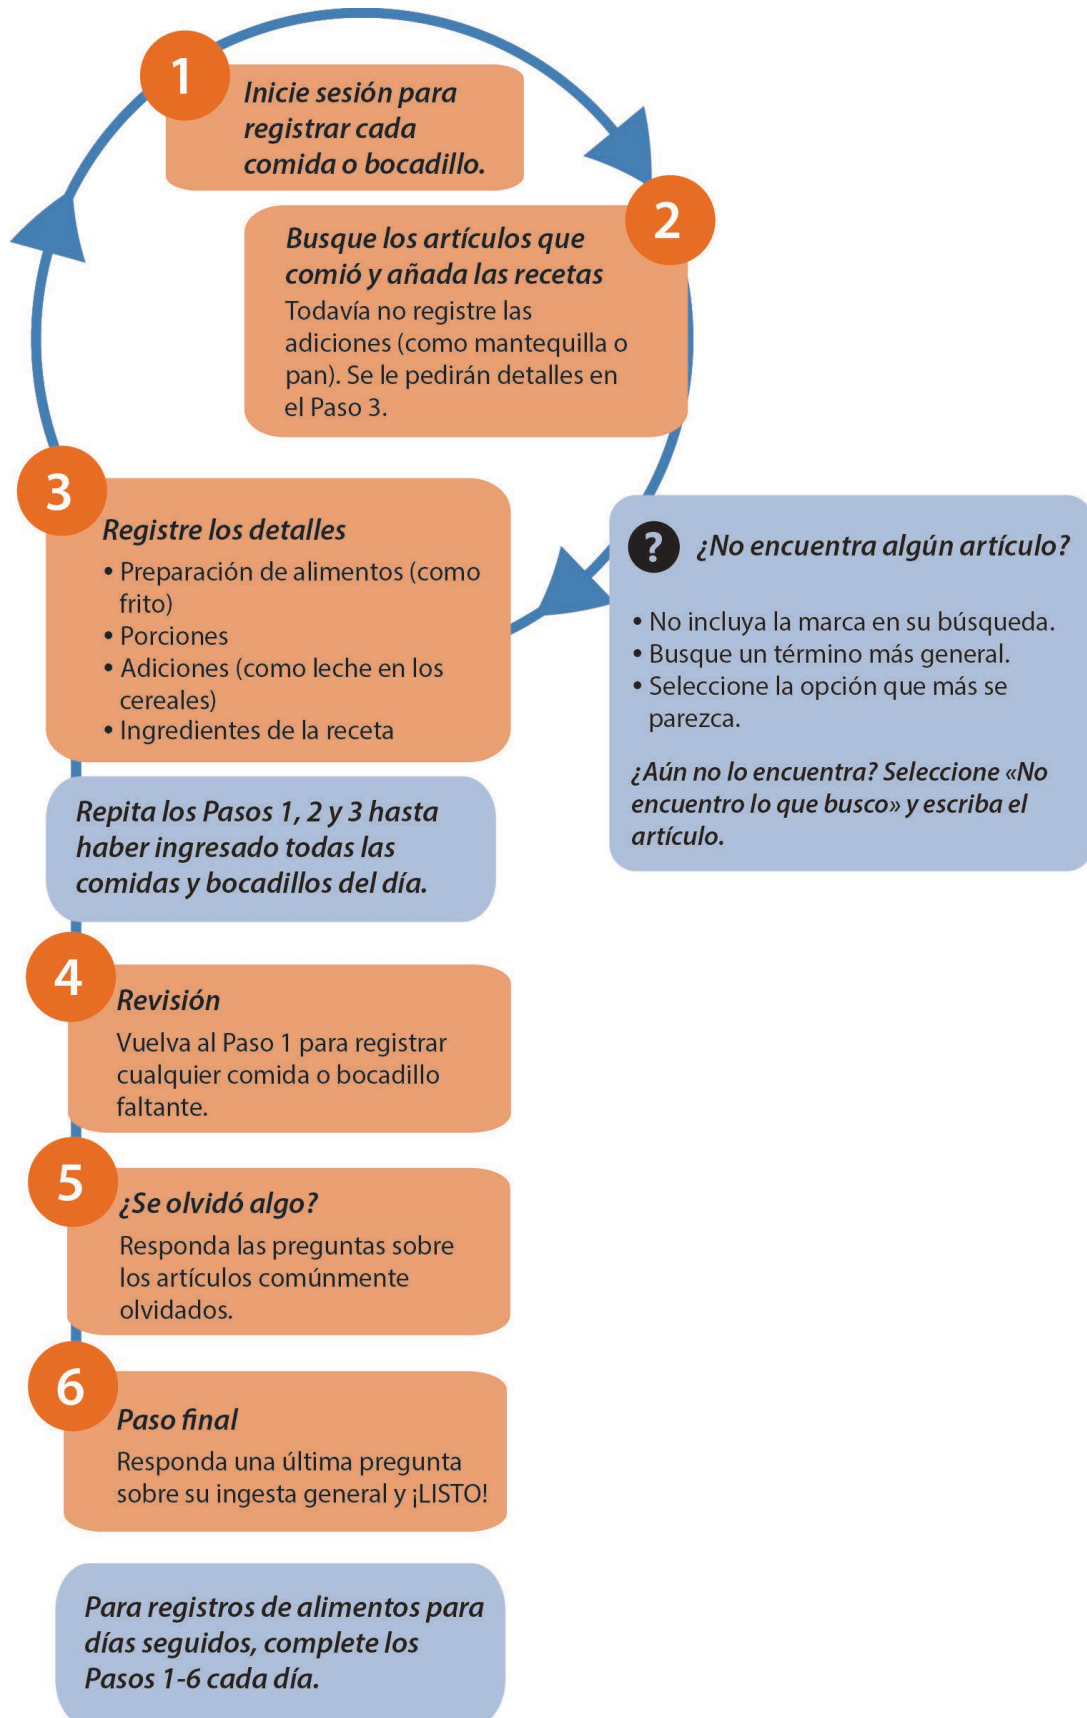 1
Inicie sesión para
registrar cada
comida o bocadillo.
2
Busque los artículos que
comió y añada las recetas
Todavía no registre las
adiciones (como mantequilla o
pan). Se le pedirán detalles en
el Paso 3.
3
Registre los detalles
• Preparación de alimentos (como
frito)
• Porciones
• Adiciones (como leche en los
cereales)
• Ingredientes de la receta
? ¿No encuentra algún artículo?
• No incluya la marca en su búsqueda.
• Busque un término más general.
• Seleccione la opción que más se
parezca.
¿Aún no lo encuentra? Seleccione «No
encuentro lo que busco» y escriba el
artículo.
Repita los Pasos 1, 2 y 3 hasta
haber ingresado todas las
comidas y bocadillos del día.
4
Revisión
Vuelva al Paso 1 para registrar
cualquier comida o bocadillo
faltante.
5
¿Se olvidó algo?
Responda las preguntas sobre
los artículos comúnmente
olvidados.
6
Paso final
Responda una última pregunta
sobre su ingesta general y ¡LISTO!
Para registros de alimentos para
días seguidos, complete los
Pasos 1-6 cada día.